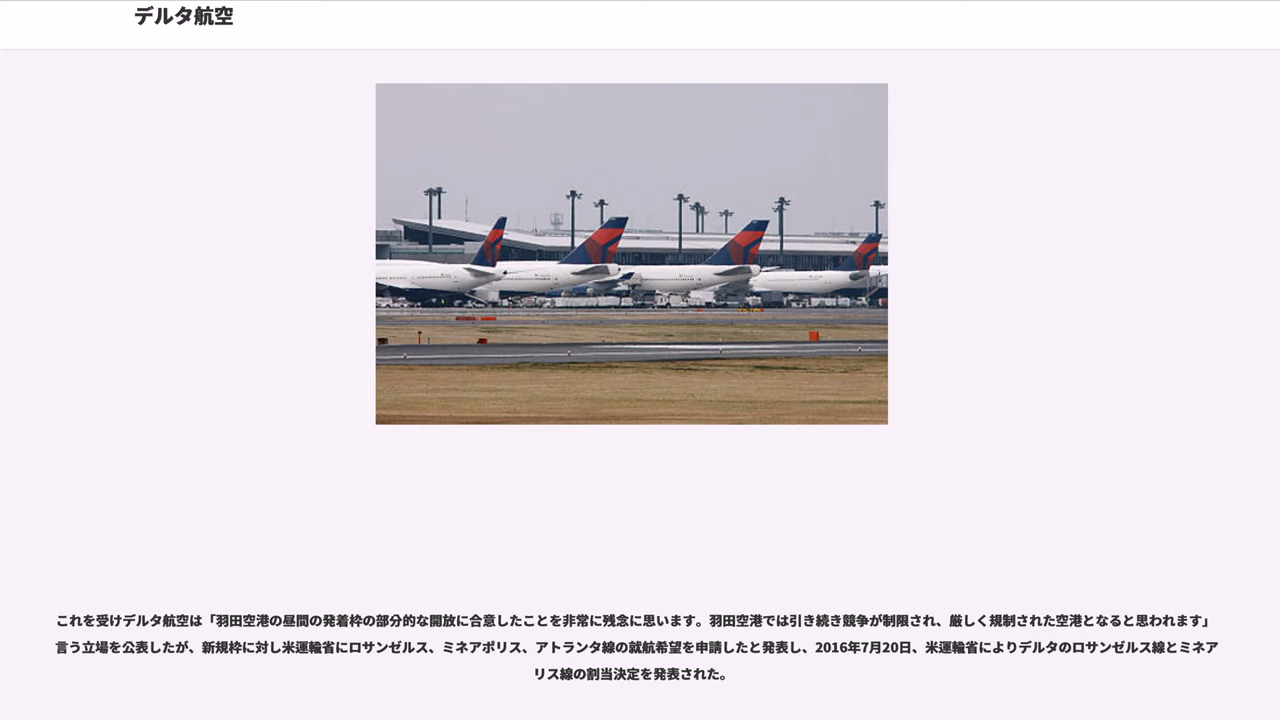 デルタ航空
これを受けデルタ航空は「羽田空港の昼間の発着枠の部分的な開放に合意したことを非常に残念に思います。羽田空港では引き続き競争が制限され、厳しく規制された空港となると思われます」
言う立場を公表したが、新規枠に対し米運輸省にロサンゼルス、ミネアポリス、アトランタ線の就航希望を申請したと発表し、2016年7月20日、米運輸省によりデルタのロサンゼルス線とミネア
リス線の割当決定を発表された。